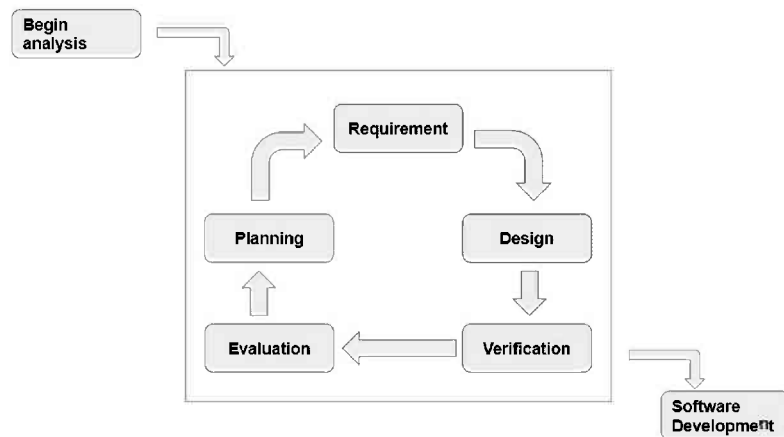 Begin
analysis
Requirement
Planning
Design
Evaluation
Verification
Software
Development